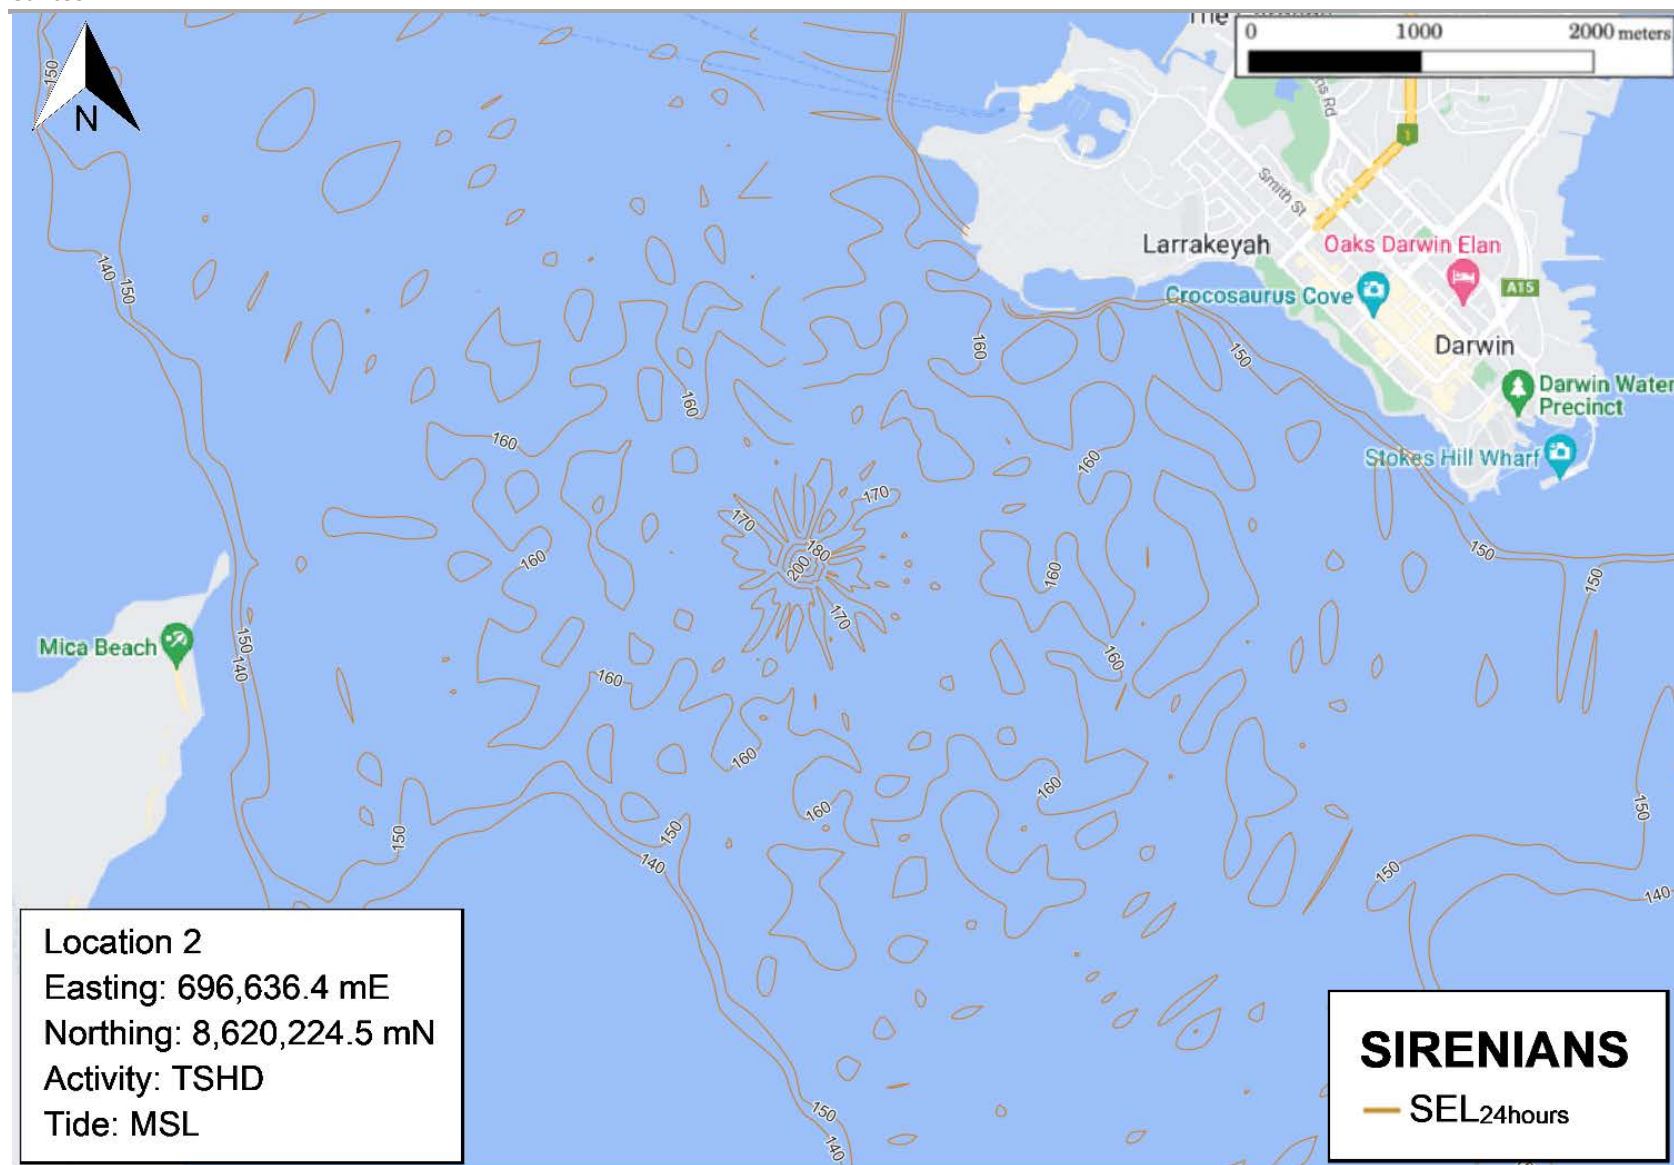 0 1000 2000 meters
150
N
1
Smith St
Larrakeyah
Oaks Darwin Elan
140
150
Crocosaurus Cove
A15
160
150
Darwin
160
Darwin Water
Precinct
160
160
Stokes Hill Wharf
170
170
180
150
160
200
160
150
170
Mica Beach
150
140
160
160
160
160
160
150
150
150
140
150
140
Location 2
Easting: 696,636.4 mE
Northing: 8,620,224.5 mN
Activity: TSHD
Tide: MSL
150
140
SIRENIANS
SEL24hours